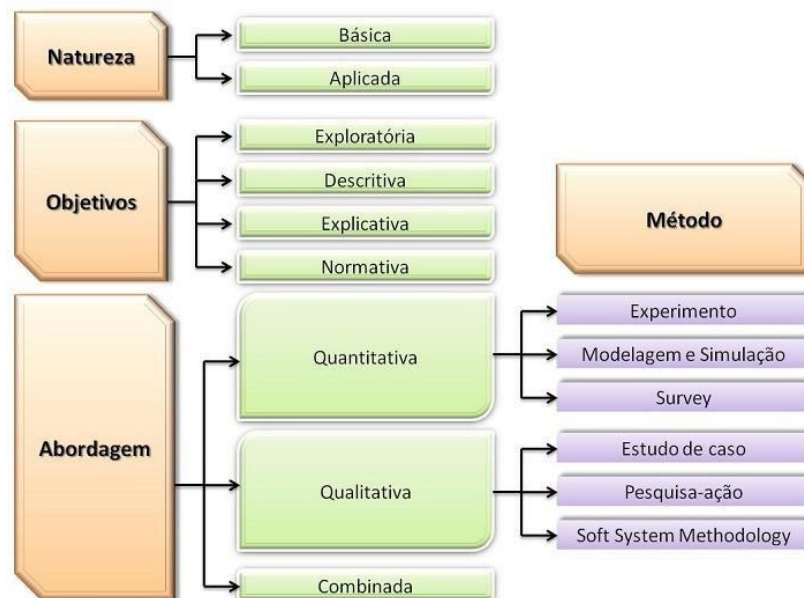 Natureza
Básica
Aplicada
Objetivos
Exploratória
Descritiva
Explicativa
Normativa
Método
Abordagem
Quantitativa
Experimento
Modelagem e Simulação
Survey
Qualitativa
Estudo de caso
Pesquisa-ação
Soft System Methodology
Combinada